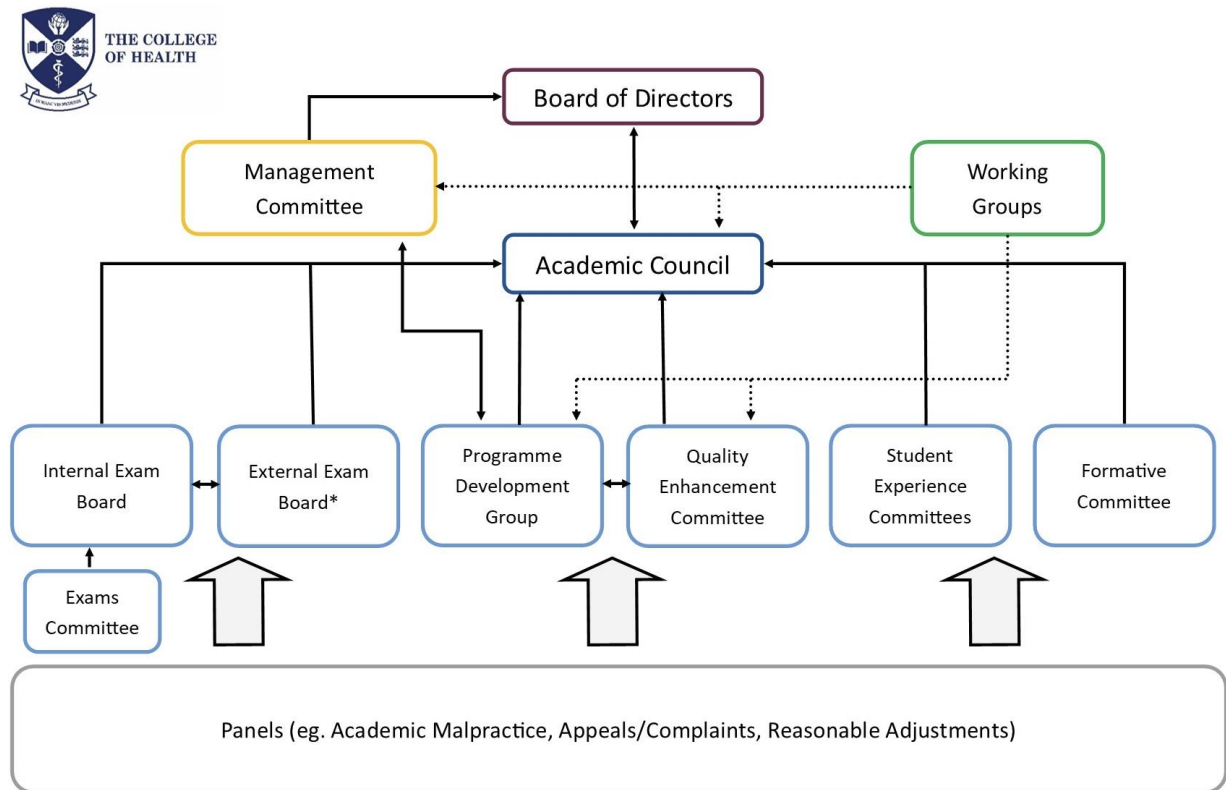 THE COLLEGE
OF HEALTH
Board of Directors
Management
Committee
Working
Groups
Academic Council
Internal Exam
Board
External Exam
Board*
Programme
Development
Group
Quality
Enhancement
Committee
Student
Experience
Committees
Formative
Committee
Exams
Committee
Panels (eg. Academic Malpractice, Appeals/Complaints, Reasonable Adjustments)